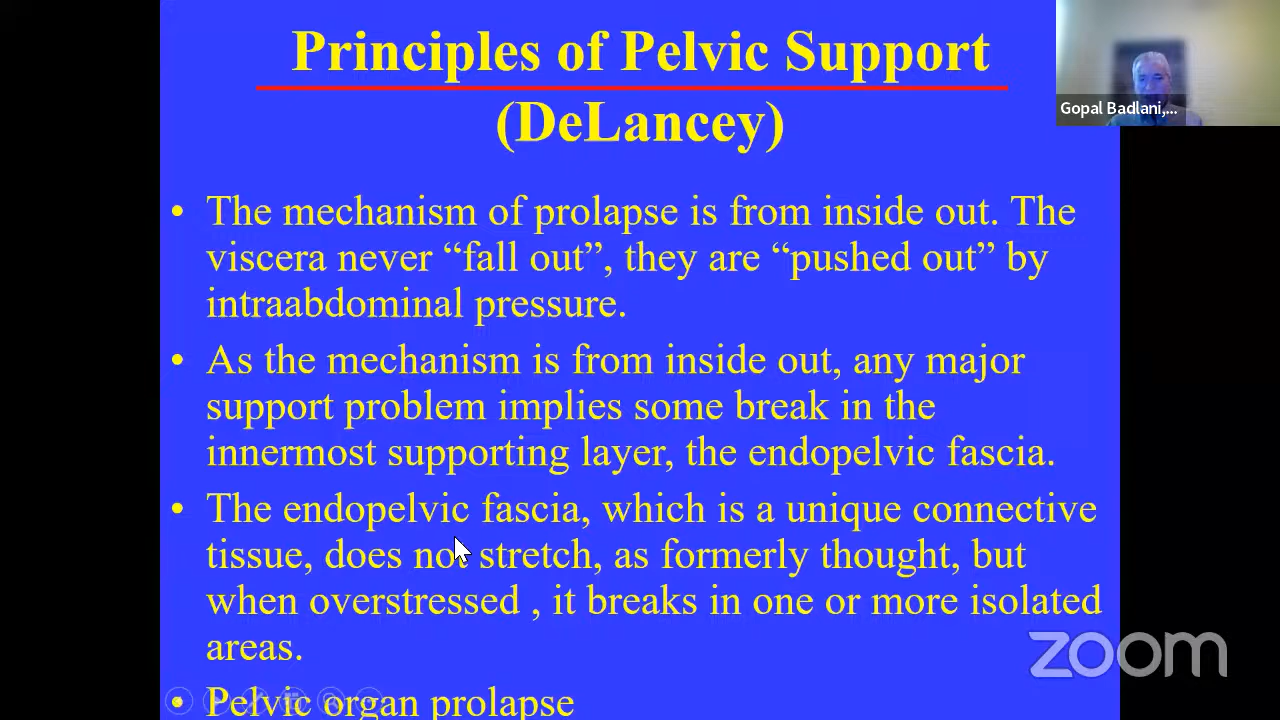 Principles of Pelvic Support
(DeLancey)
Gopal Badlani,...
• The mechanism of prolapse is from inside out. The
viscera never “fall out”, they are “pushed out” by
intraabdominal pressure.
• As the mechanism is from inside out, any major
support problem implies some break in the
innermost supporting layer, the endopelvic fascia.
• The endopelvic fascia, which is a unique connective
tissue, does not stretch, as formerly thought, but
when overstressed , it breaks in one or more isolated
areas.
zoom
• Pelvic organ prolapse